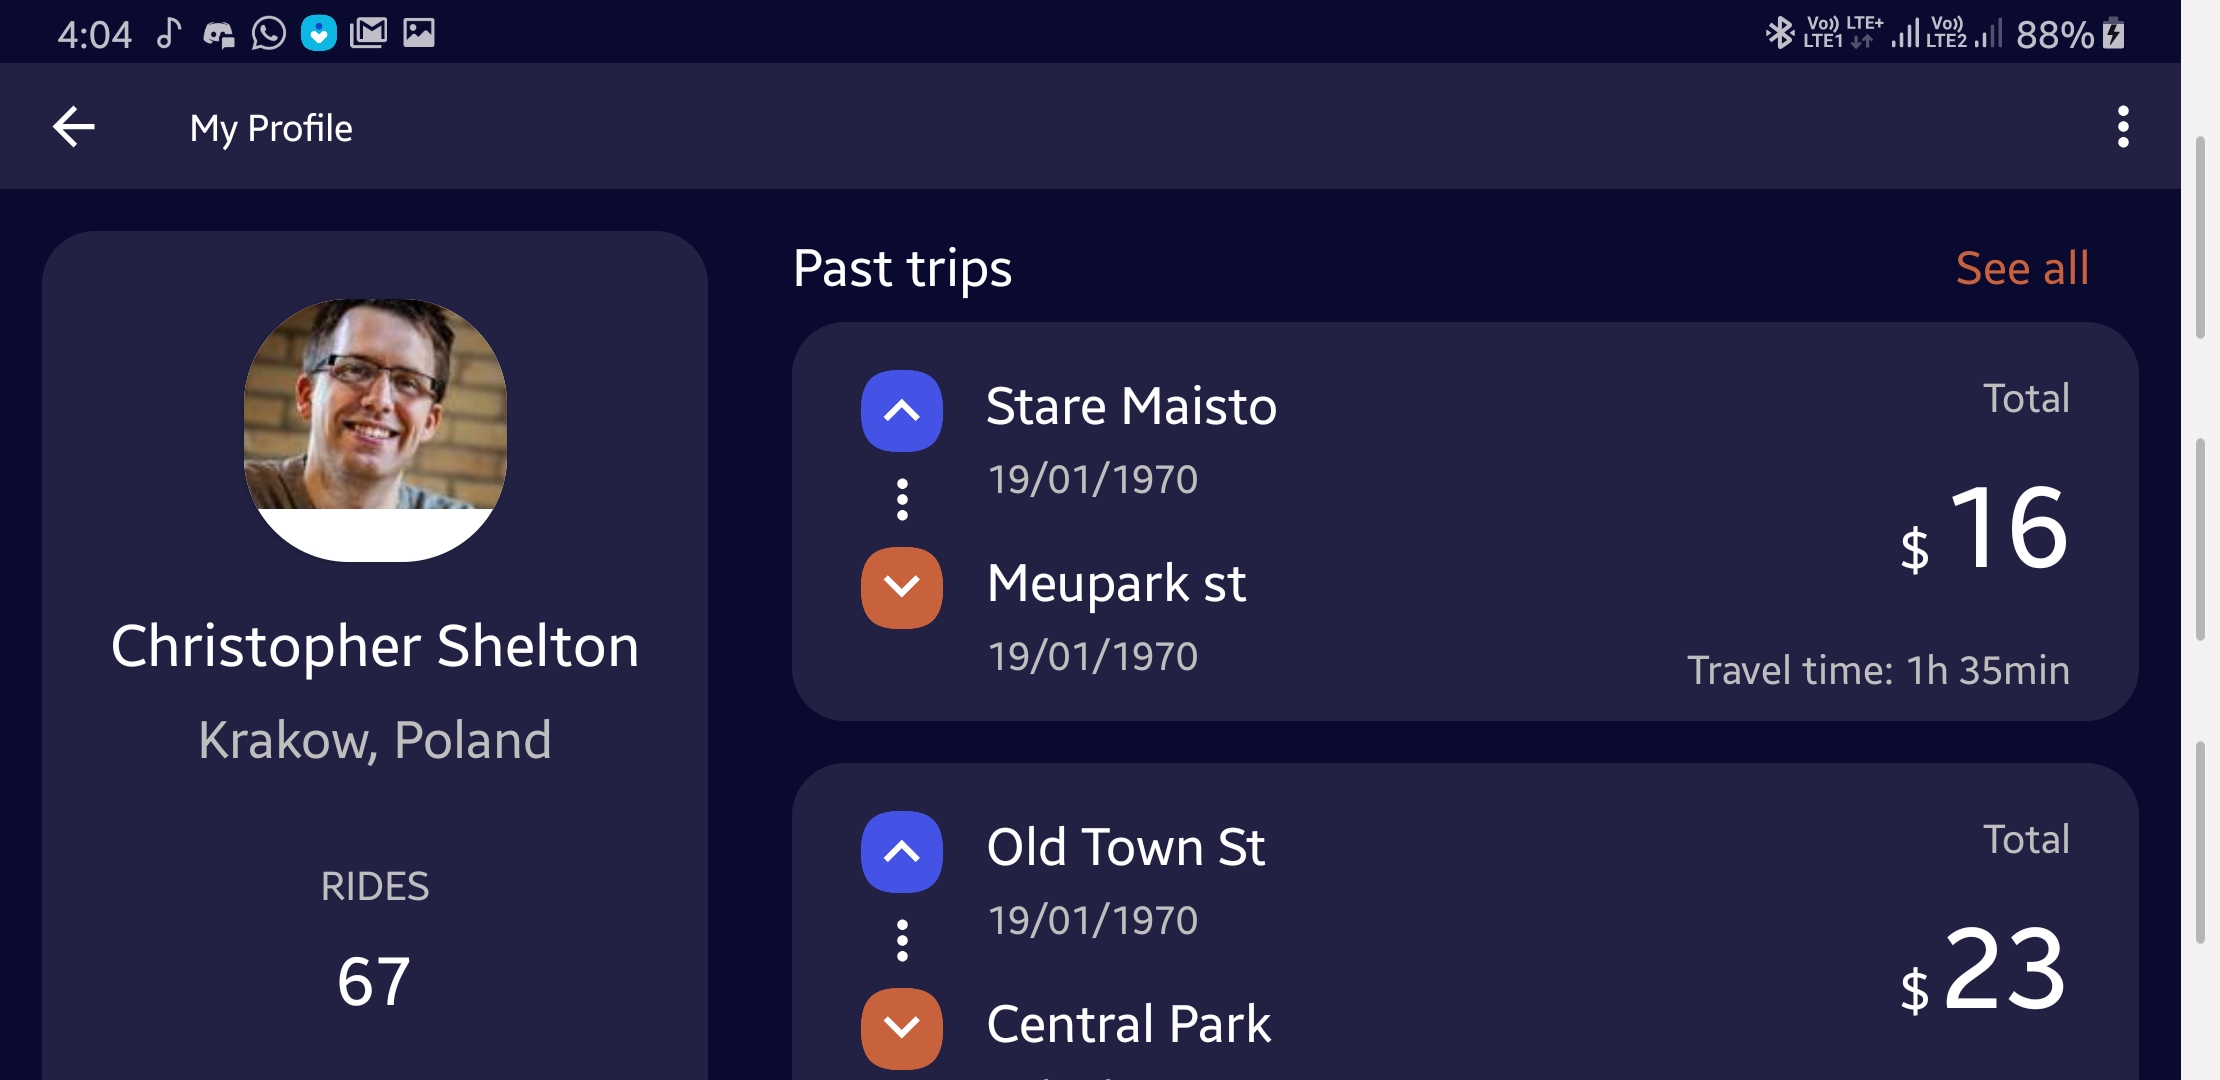 4:04
Vo)) LTE+
LTE1
Vo))
LTE2
88%
My Profile
Christopher Shelton
Krakow, Poland
RIDES
67
Past trips
See all
Stare Maisto
19/01/1970
Meupark st
19/01/1970
Total
$ 16
Travel time: 1h 35min
Old Town St
19/01/1970
Central Park
Total
$ 23